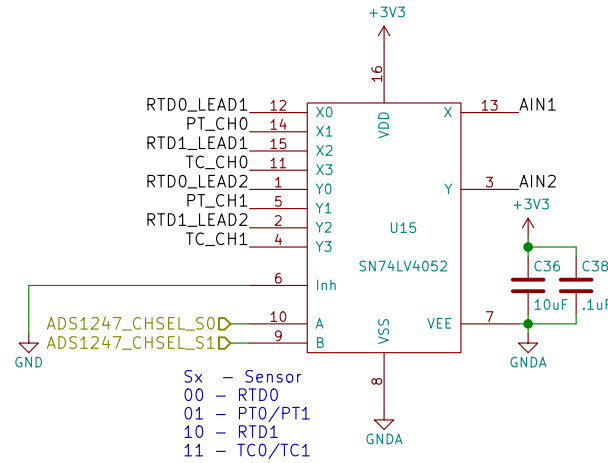 +3V3
16
VDD
RTD0_LEAD1 12 X0
PT_CH0 14 X1
RTD1_LEAD1 15 X2
TC_CH0 11 X3
RTD0_LEAD2 1 Y0
PT_CH1 5 Y1
RTD1_LEAD2 2 Y2
TC_CH1 4 Y3
X 13 AIN1
Y 3 AIN2
U15
SN74LV4052
+3V3
C36
C38
10uF
.1uF
6 Inh
GND
ADS1247_CHSEL_S0 10 A
ADS1247_CHSEL_S1 9 B
VEE 7
GNDA
VSS
8
GNDA
Sx – Sensor
00 – RTD0
01 – PT0/PT1
10 – RTD1
11 – TC0/TC1